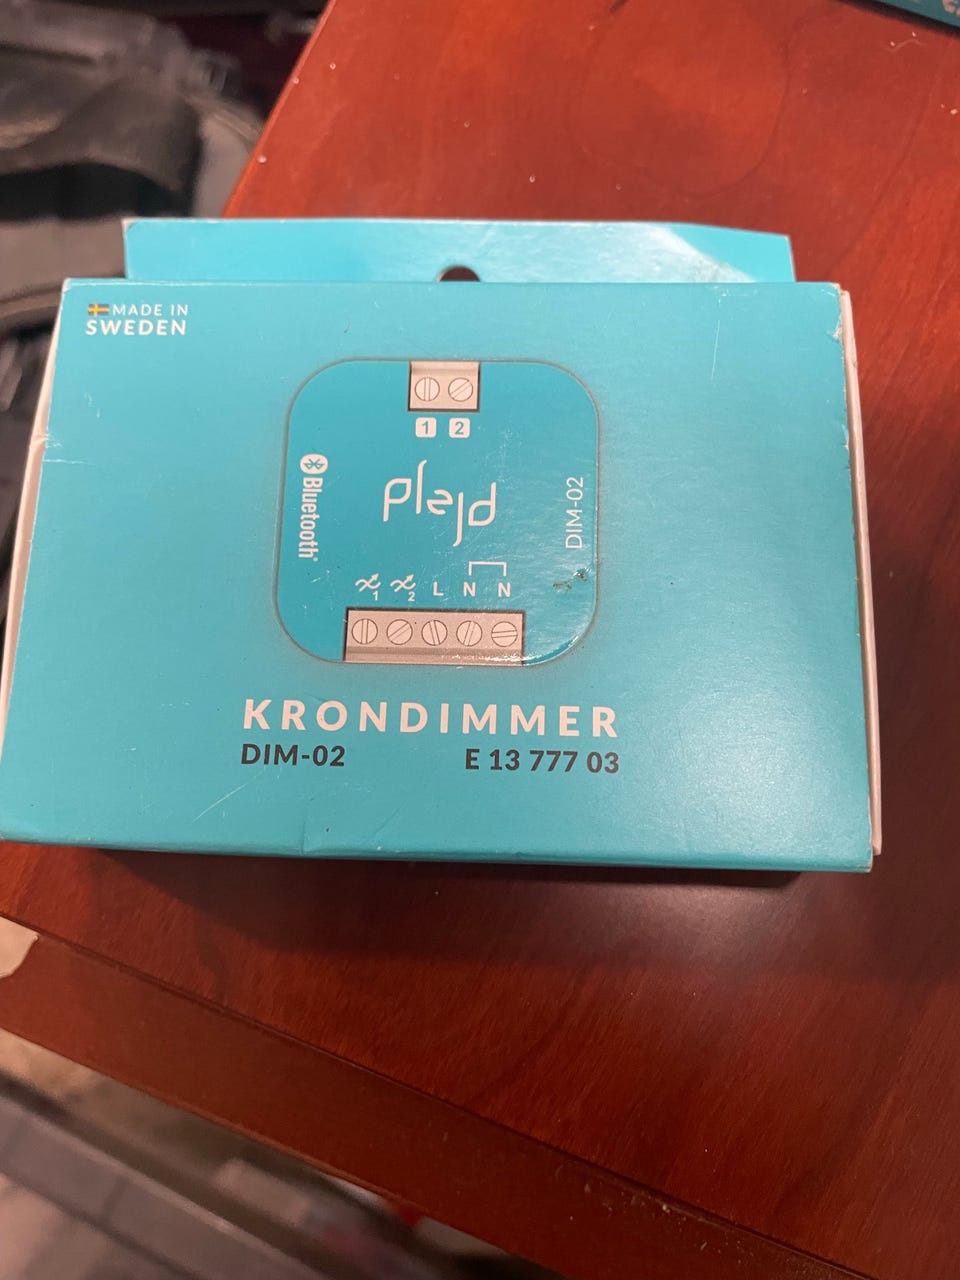 MADE IN
SWEDEN
1 2
plejd
Bluetooth
DIM-02
1 2 L N N
KRONDIMMER
DIM-02 E 13 777 03